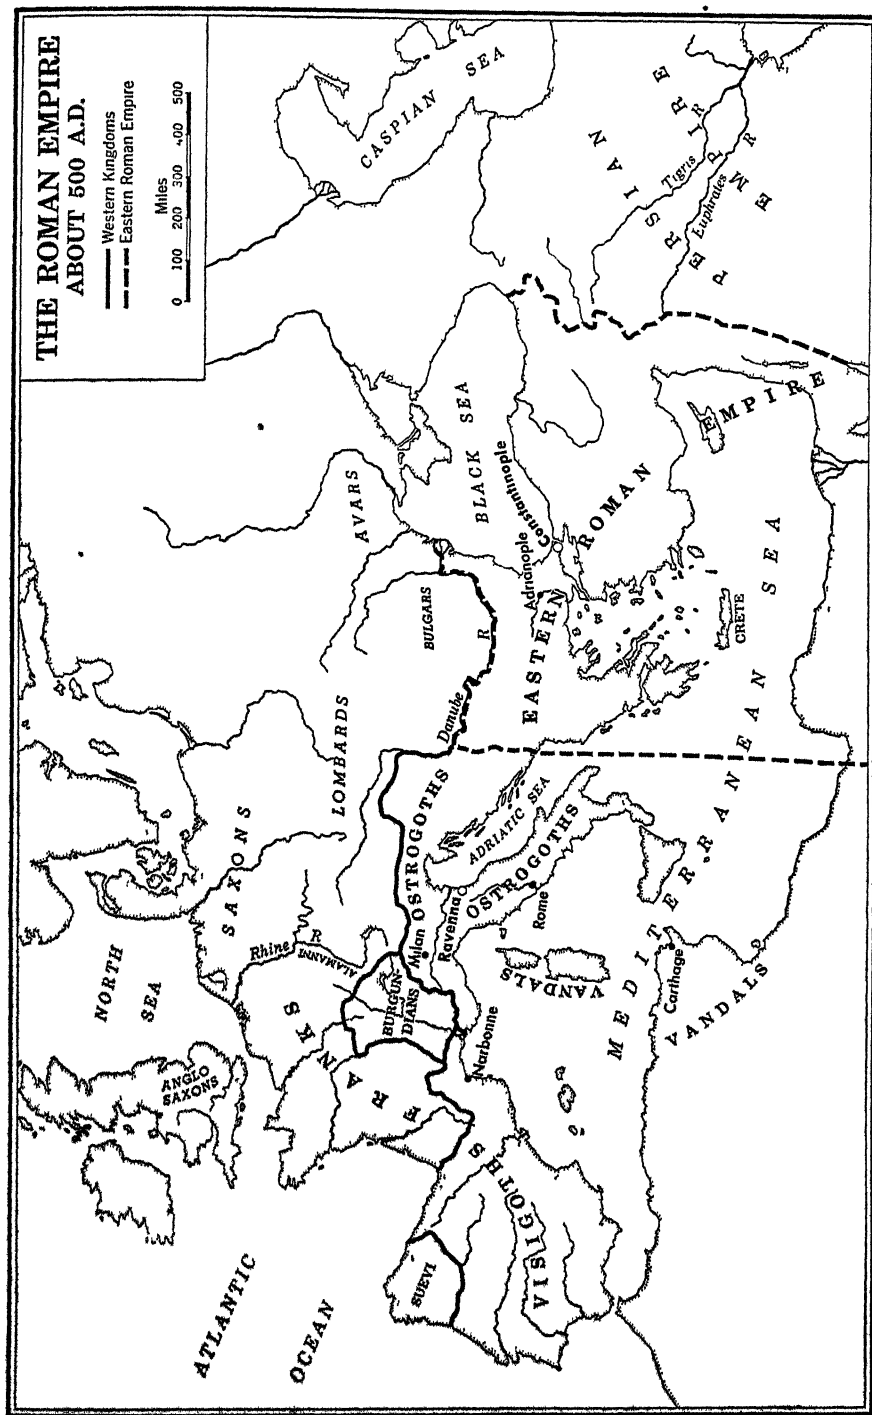 THE ROMAN EMPIRE
ABOUT 500 A.D.
Western Kingdoms
Eastern Roman Empire
Miles
0 100 200 300 400 500
ATLANTIC
OCEAN
NORTH
SEA
ANGLO
SAXONS
SAXONS
Rhine R
ALAMANNI
FRANKS
BURGUN-
DIANS
LOMBARDS
AVARS
BULGARS
Danube R
CASPIAN SEA
BLACK SEA
SUEVI
VISIGOTHS
Narbonne
Milan
OSTROGOTHS
Ravenna
ADRIATIC SEA
OSTROGOTHS
Rome
VANDALS
Carthage
VANDALS
MEDITERRANEAN SEA
CRETE
EASTERN
ROMAN
EMPIRE
Adrianople
Constantinople
PERSIAN
EMPIRE
Tigris R
Euphrates R